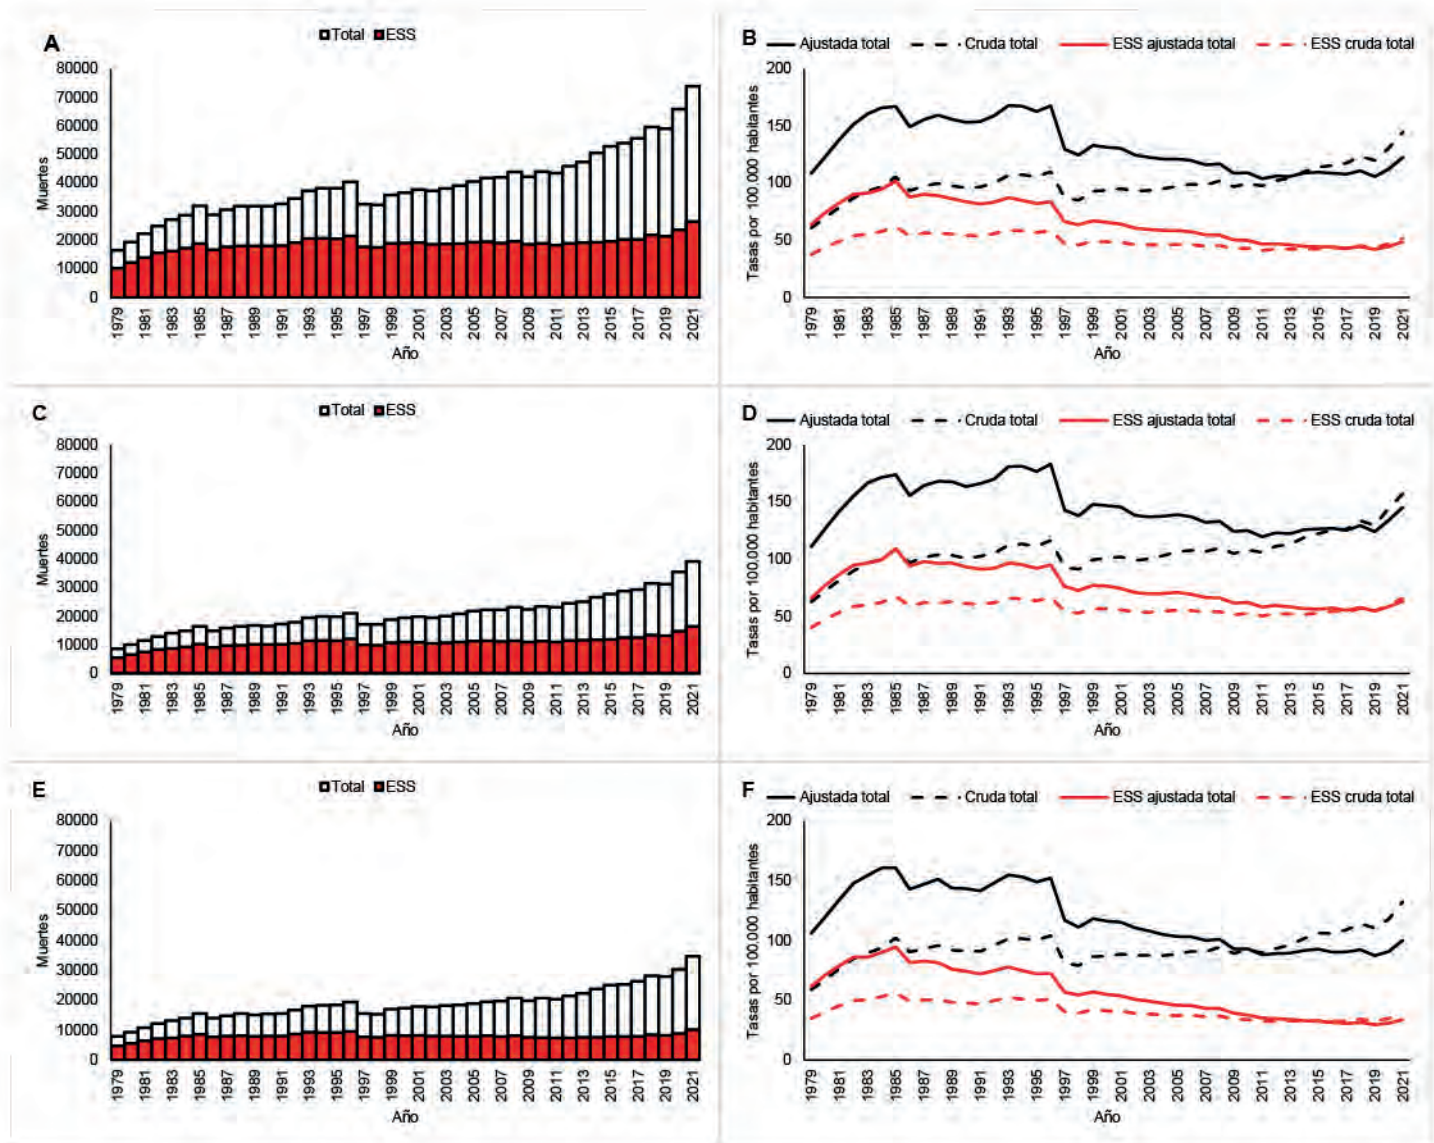 A
Total ESS
Muertes
80000
70000
60000
50000
40000
30000
20000
10000
0
1979 1981 1983 1985 1987 1989 1991 1993 1995 1997 1999 2001 2003 2005 2007 2009 2011 2013 2015 2017 2019 2021
Año
B
Ajustada total Cruda total ESS ajustada total ESS cruda total
Tasas por 100.000 habitantes
200
150
100
50
0
1979 1981 1983 1985 1987 1989 1991 1993 1995 1997 1999 2001 2003 2005 2007 2009 2011 2013 2015 2017 2019 2021
Año
C
Total ESS
Muertes
80000
70000
60000
50000
40000
30000
20000
10000
0
1979 1981 1983 1985 1987 1989 1991 1993 1995 1997 1999 2001 2003 2005 2007 2009 2011 2013 2015 2017 2019 2021
Año
D
Ajustada total Cruda total ESS ajustada total ESS cruda total
Tasas por 100.000 habitantes
200
150
100
50
0
1979 1981 1983 1985 1987 1989 1991 1993 1995 1997 1999 2001 2003 2005 2007 2009 2011 2013 2015 2017 2019 2021
Año
E
Total ESS
Muertes
80000
70000
60000
50000
40000
30000
20000
10000
0
1979 1981 1983 1985 1987 1989 1991 1993 1995 1997 1999 2001 2003 2005 2007 2009 2011 2013 2015 2017 2019 2021
Año
F
Ajustada total Cruda total ESS ajustada total ESS cruda total
Tasas por 100.000 habitantes
200
150
100
50
0
1979 1981 1983 1985 1987 1989 1991 1993 1995 1997 1999 2001 2003 2005 2007 2009 2011 2013 2015 2017 2019 2021
Año